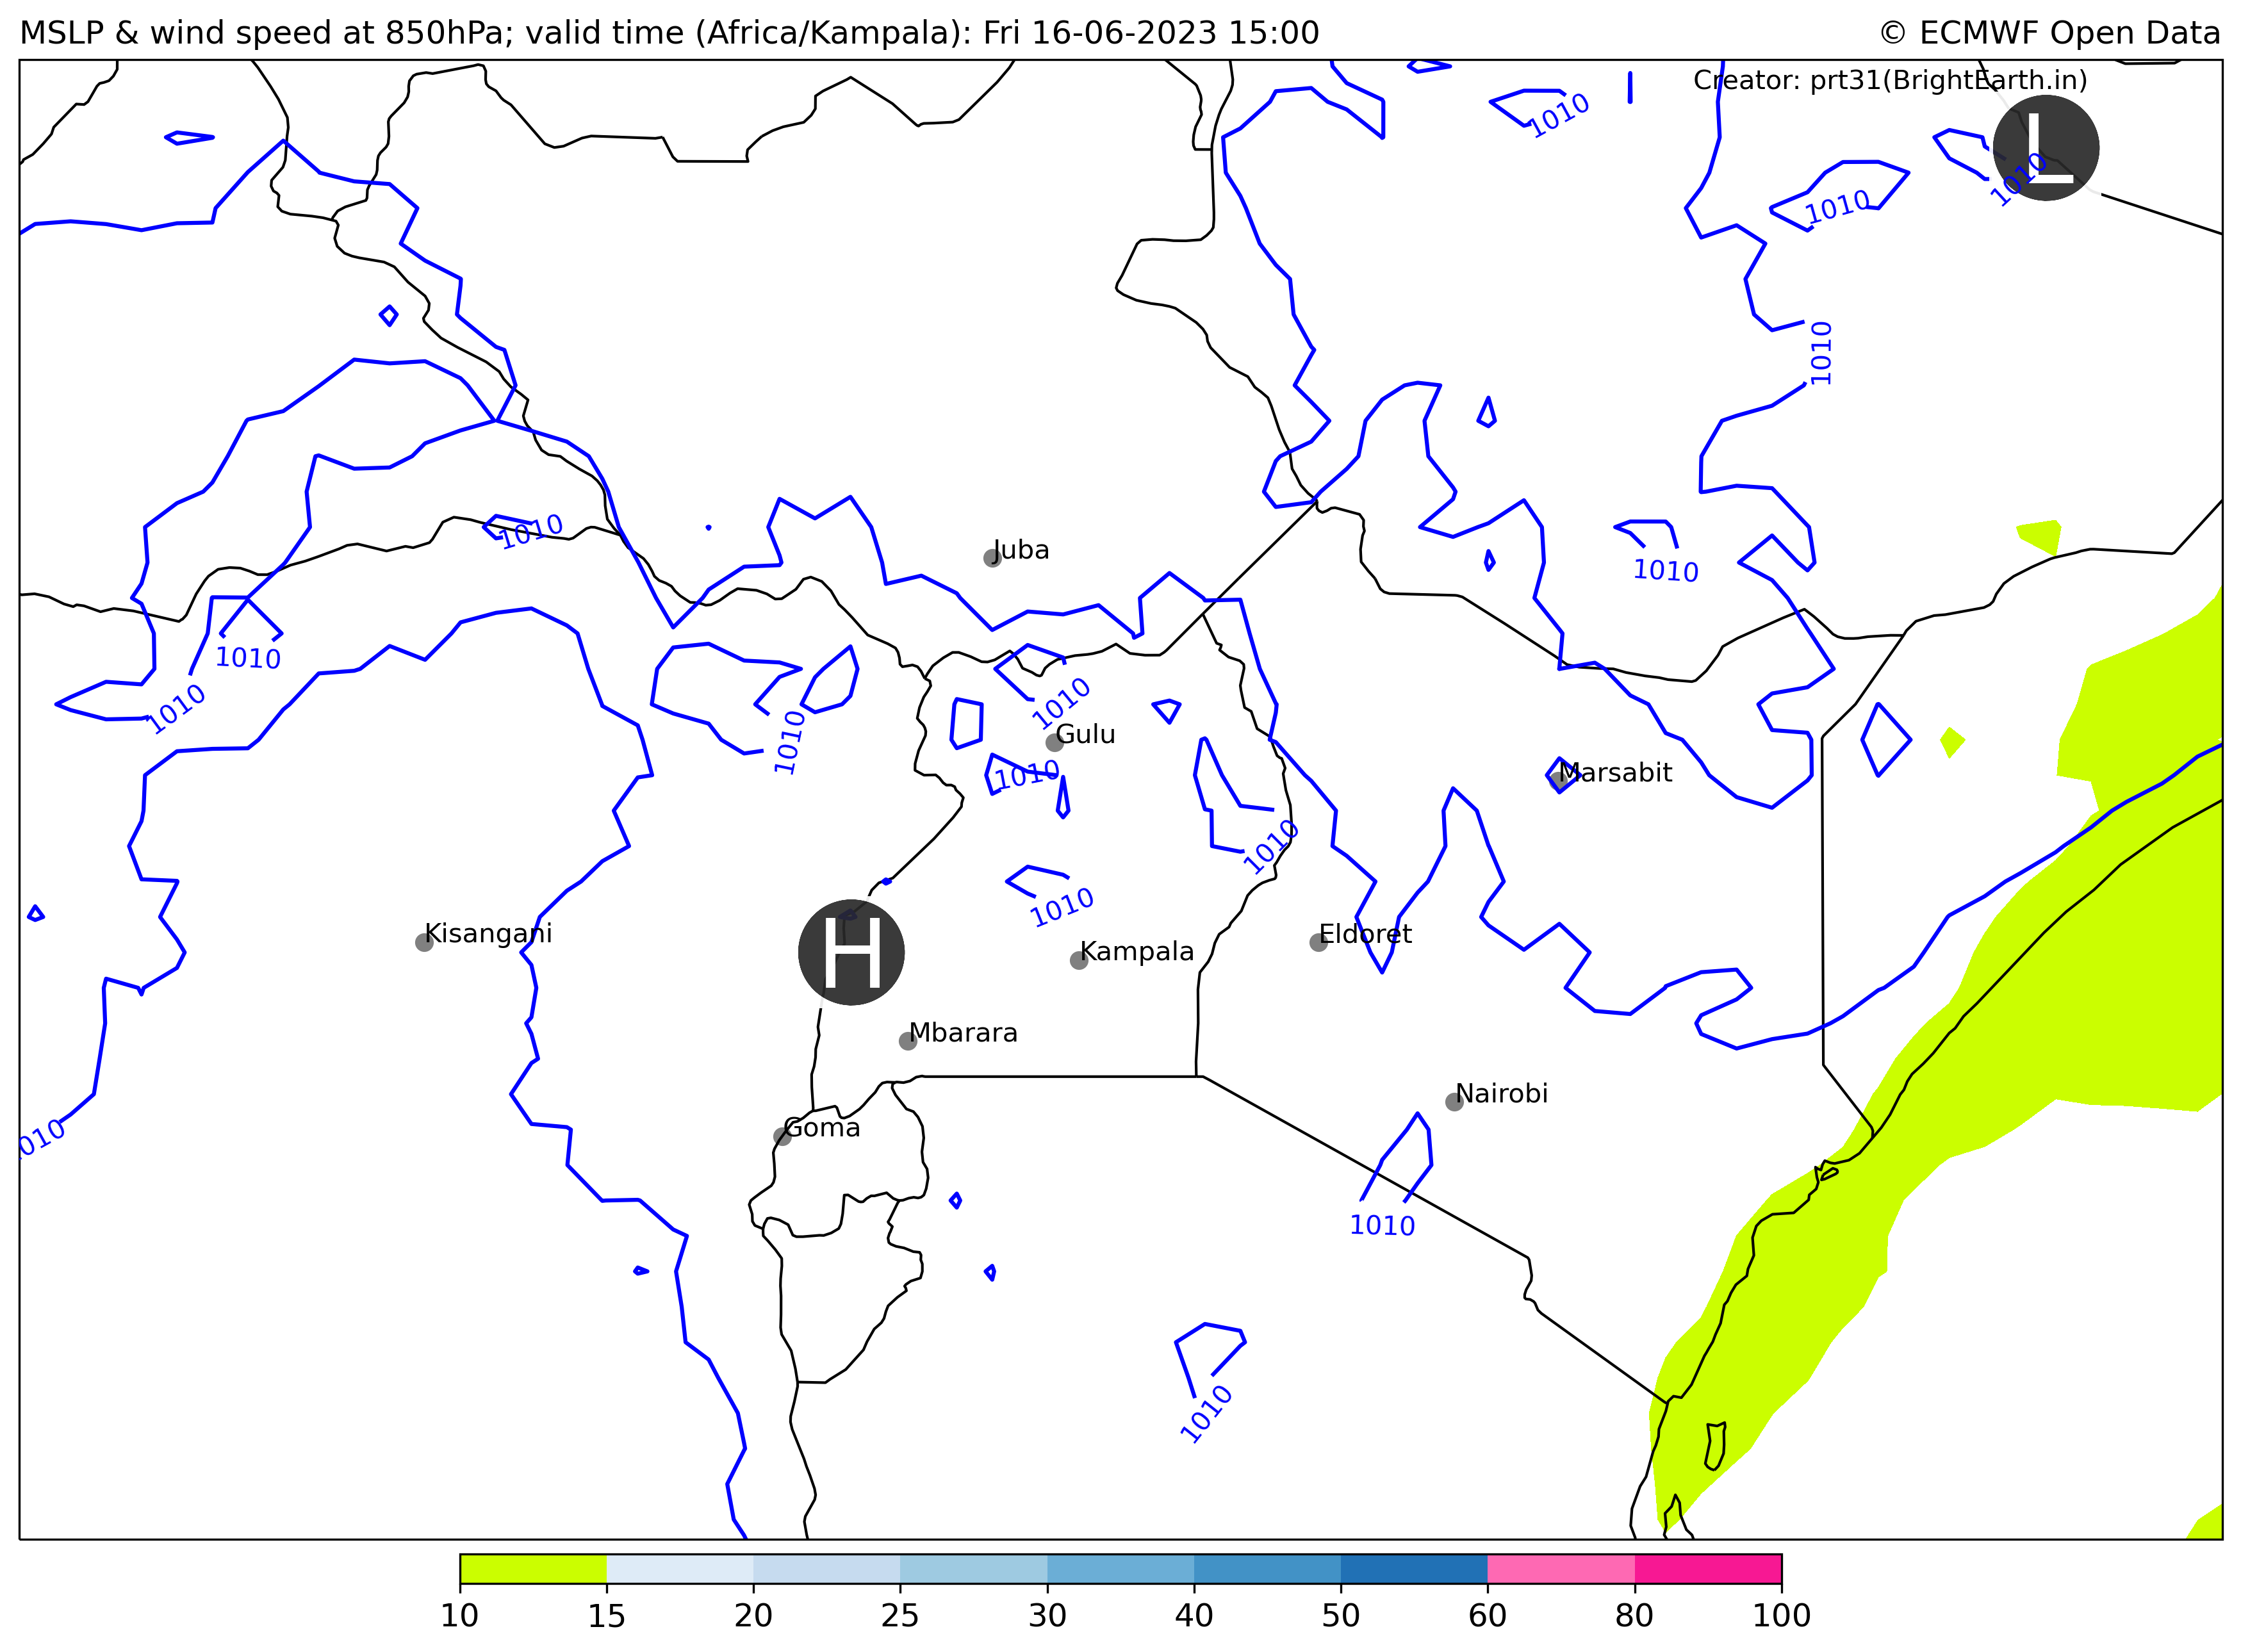 MSLP & wind speed at 850hPa; valid time (Africa/Kampala): Fri 16-06-2023 15:00
© ECMWF Open Data
Creator: prt31(BrightEarth.in)
1010
L
1010
1010
1010
1010
Juba
1010
1010
1010
1010
Gulu
1010
1010
Marsabit
1010
1010
Kisangani
H
Kampala
Eldoret
Mbarara
Nairobi
Goma
010
1010
1010
10 15 20 25 30 40 50 60 80 100